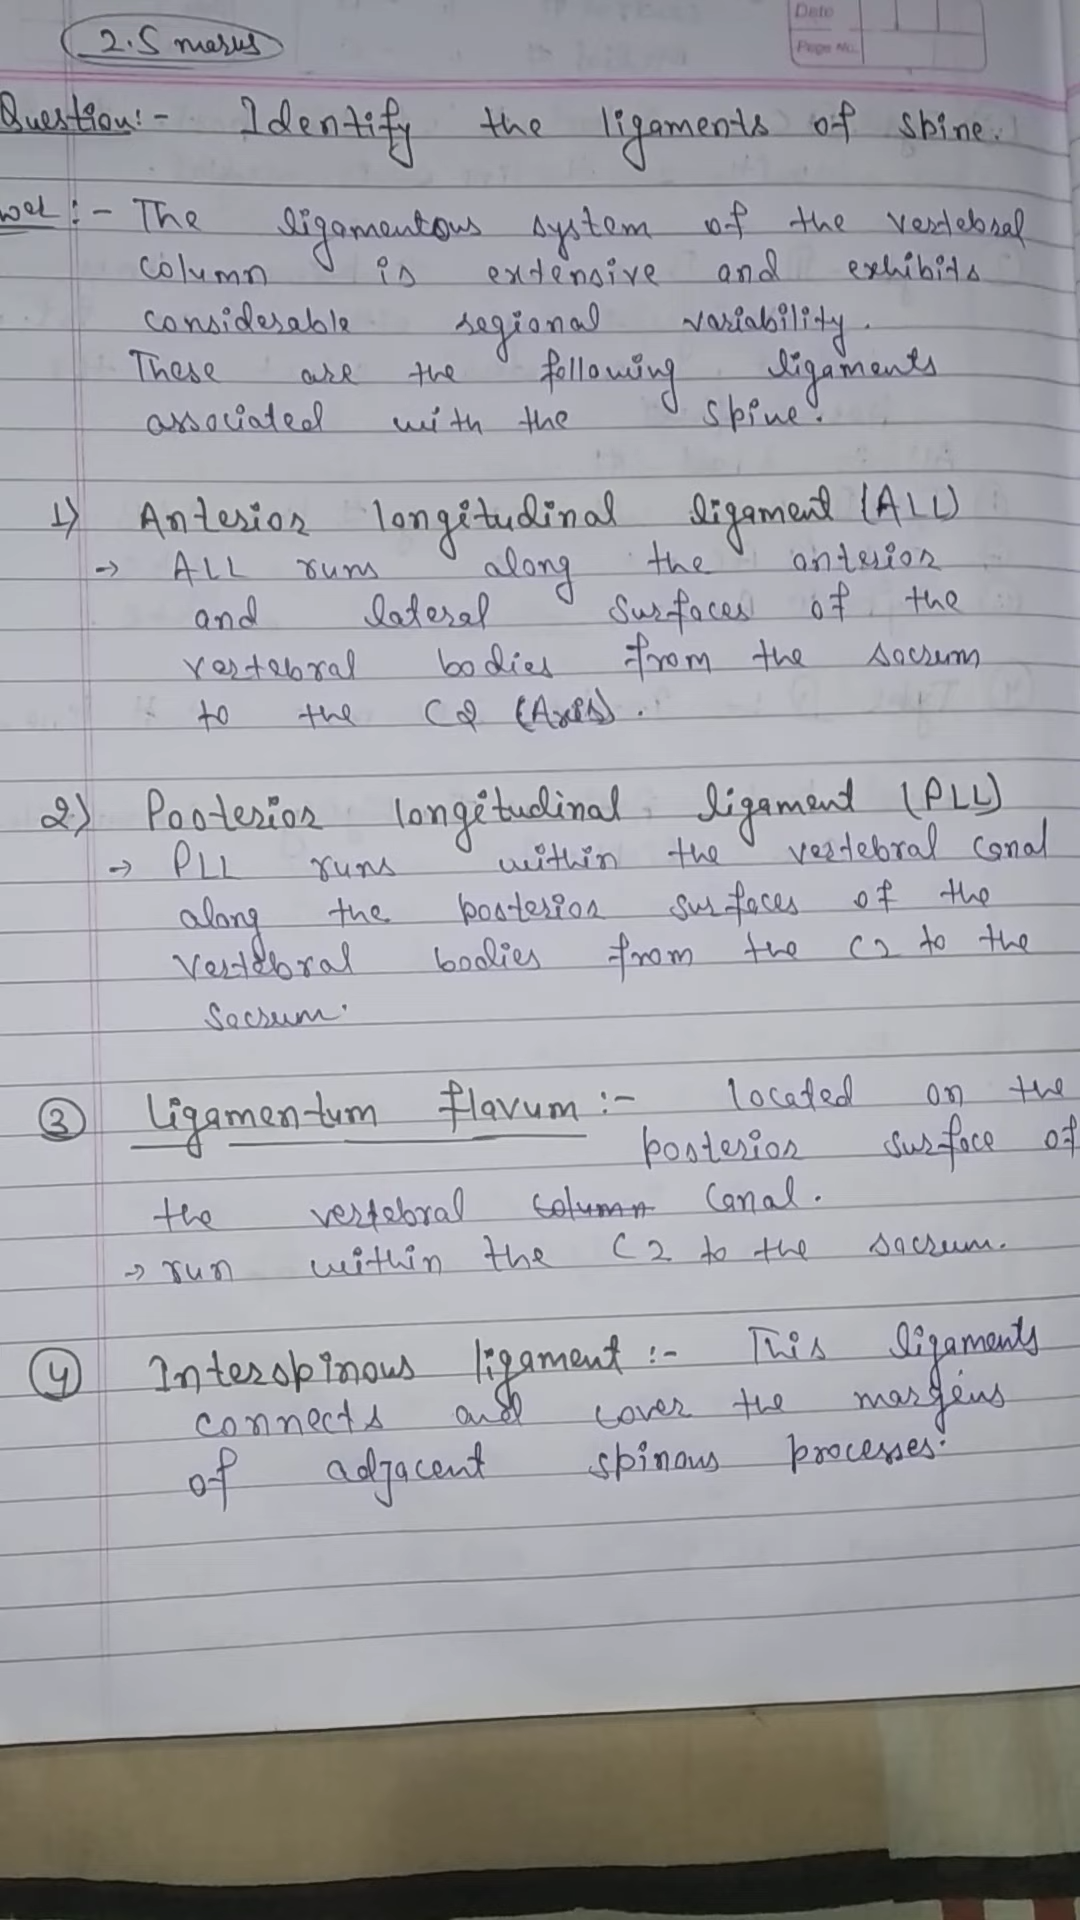 Date
Page No.
2.5 marks
Question:- Identify the ligaments of spine.
:- The ligamentous system of the vertebral
column is extensive and exhibits
considerable regional variability.
These are the following ligaments
associated with the spine.
1) Anterior longitudinal ligament (ALL)
→ ALL runs along the anterior
and lateral surfaces of the
vertebral bodies from the sacrum
to the C2 (Axis).
2) Posterior longitudinal ligament (PLL)
→ PLL runs within the vertebral canal
along the posterior surfaces of the
vertebral bodies from the C2 to the
sacrum.
3 Ligamentum flavum :- Located on the
posterior surface of
the vertebral column canal.
→ run within the C2 to the sacrum.
4 Interspinous ligament :- This ligaments
connects and cover the margins
of adjacent spinous processes.